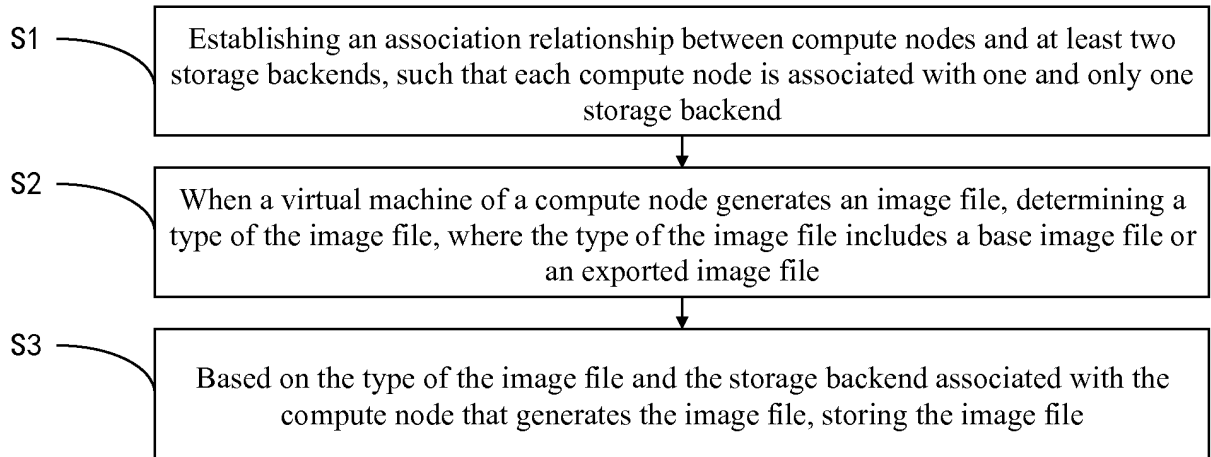 S1
Establishing an association relationship between compute nodes and at least two
storage backends, such that each compute node is associated with one and only one
storage backend
S2
When a virtual machine of a compute node generates an image file, determining a
type of the image file, where the type of the image file includes a base image file or
an exported image file
S3
Based on the type of the image file and the storage backend associated with the
compute node that generates the image file, storing the image file